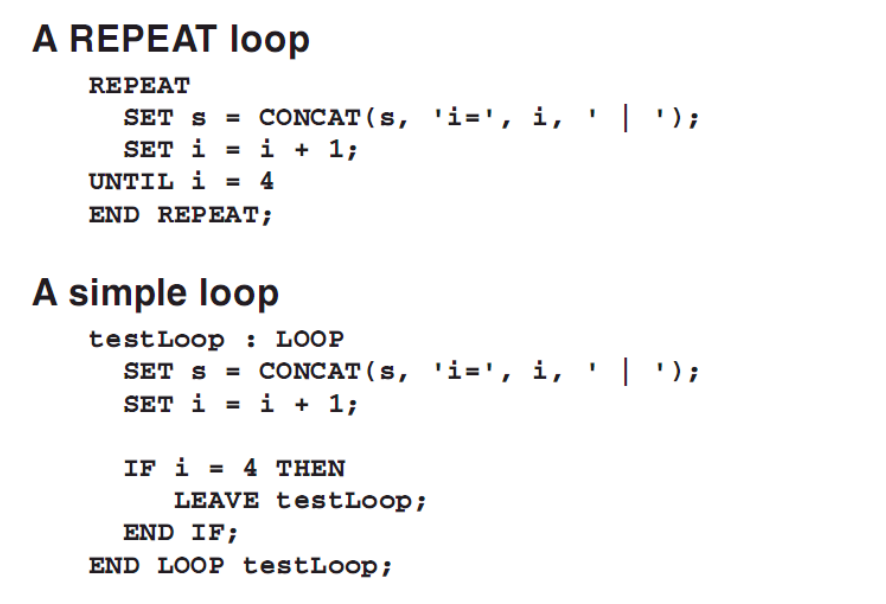 A REPEAT loop
REPEAT
SET s = CONCAT(s, 'i=', i, ' | ');
SET i = i + 1;
UNTIL i = 4
END REPEAT;
A simple loop
testLoop : LOOP
SET s = CONCAT(s, 'i=', i, ' | ');
SET i = i + 1;
IF i = 4 THEN
LEAVE testLoop;
END IF;
END LOOP testLoop;